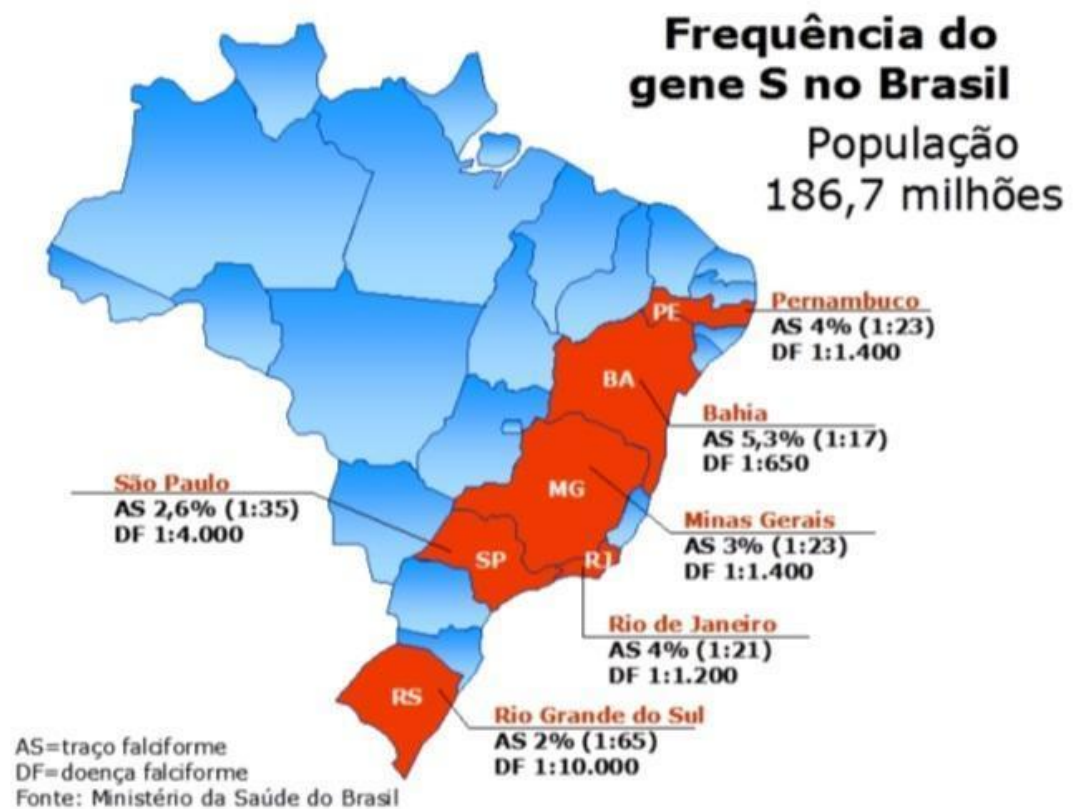 Frequência do
gene S no Brasil
População
186,7 milhões
PE
Pernambuco
AS 4% (1:23)
DF 1:1.400
BA
Bahia
AS 5,3% (1:17)
DF 1:650
São Paulo
AS 2,6% (1:35)
DF 1:4.000
MG
Minas Gerais
AS 3% (1:23)
DF 1:1.400
SP
RJ
Rio de Janeiro
AS 4% (1:21)
DF 1:1.200
RS
Rio Grande do Sul
AS 2% (1:65)
DF 1:10.000
AS=traço falciforme
DF=doença falciforme
Fonte: Ministério da Saúde do Brasil